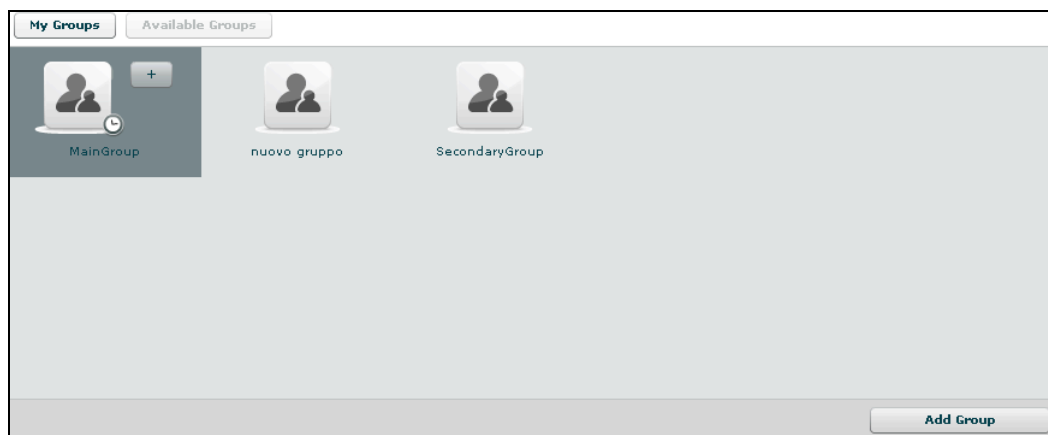 My Groups
Available Groups
+
MainGroup
nuovo gruppo
SecondaryGroup
Add Group